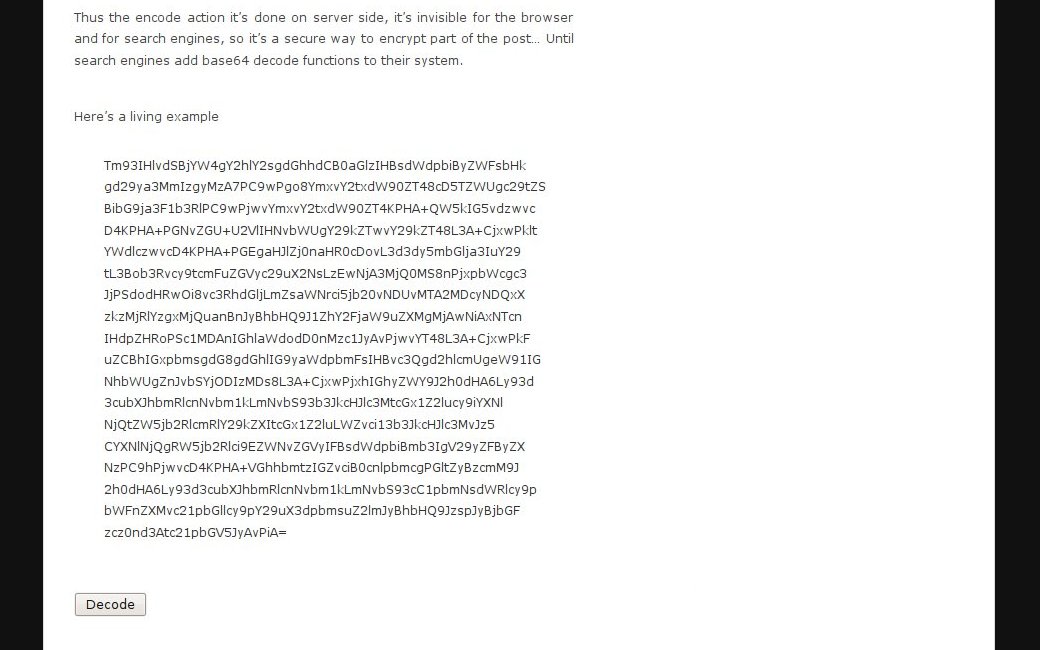 Thus the encode action it’s done on server side, it’s invisible for the browser
and for search engines, so it’s a secure way to encrypt part of the post… Until
search engines add base64 decode functions to their system.
Here’s a living example
Tm93IHlvdSBjYW4gY2hlY2sgdGhhdCB0aGlzIHBsdWdpbiByZWFsbHk
gd29ya3MmIzgyMzA7PC9wPgo8YmxvY2txdW90ZT48cD5TZWUgc29tZS
BibG9ja3F1b3RlPC9wPjwvYmxvY2txdW90ZT4KPHA+QW5kIG5vdzwvc
D4KPHA+PGNvZGU+U2VlIHNvbWUgY29kZTwvY29kZT48L3A+CjxwPklt
YWdlczwvcD4KPHA+PGEgaHJlZj0naHR0cDovL3d3dy5mbGlja3IuY29
tL3Bob3Rvcy9tcmFuZGVyc29uX2NsLzEwNjA3MjQ0MS8nPjxpbWcgc3
JjPSdodHRwOi8vc3RhdGljLmZsaWNrci5jb20vNDUvMTA2MDcyNDQxX
zkzMjRlYzgxMjQuanBnJyBhbHQ9J1ZhY2FjaW9uZXMgMjAwNiAxNTcn
IHdpZHRoPSc1MDAnIGhlaWdodD0nMzc1JyAvPjwvYT48L3A+CjxwPkF
uZCBhIGxpbmsgdG8gdGhlIG9yaWdpbmFsIHBvc3Qgd2hlcmUgeW91IG
NhbWUgZnJvbSYjODIzMDs8L3A+CjxwPjxhIGhyZWY9J2h0dHA6Ly93d
3cubXJhbmRlcnNvbi1kLmNvbS93b3JkcHJlc3MtcGx1Z2lucy9iYXNl
NjQtZW5jb2RlcmRlY29kZXItcGx1Z2luLWZvci13b3JkcHJlc3MvJz5
CYXNlNjQgRW5jb2Rlci9EZWNvZGVyIFBsdWdpbiBmb3IgV29yZFByZX
NzPC9hPjwvcD4KPHA+VGhhbmtzIGZvciB0cnlpbmcgPGltZyBzcmM9J
2h0dHA6Ly93d3cubXJhbmRlcnNvbm1kLmNvbS93cC1pbmNsdWRlcy9p
bWFnZXMvc21pbGllcy9pY29uX3dpbmsuZ2lmJyBhbHQ9JzspJyBjbGF
zcz0nd3Atc21pbGV5JyAvPiA=
Decode